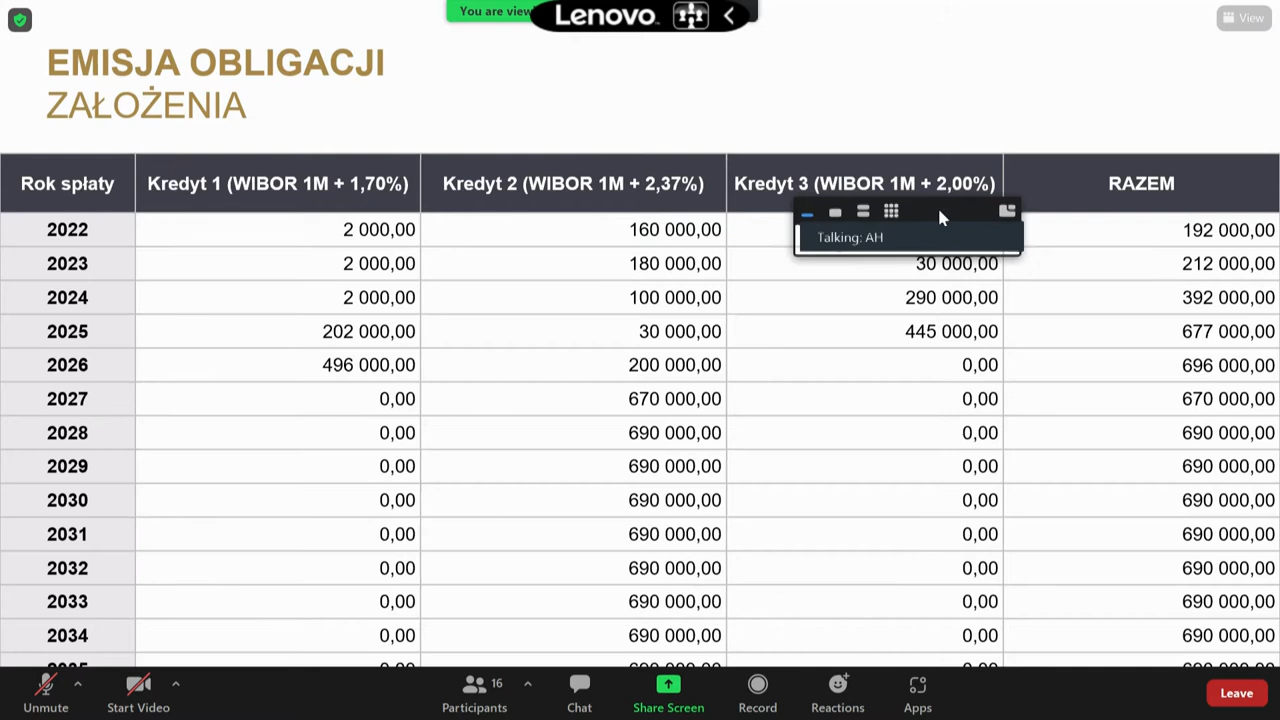 You are view
Lenovo
View
EMISJA OBLIGACJI
ZAŁOŻENIA
Rok spłaty Kredyt 1 (WIBOR 1M + 1,70%) Kredyt 2 (WIBOR 1M + 2,37%) Kredyt 3 (WIBOR 1M + 2,00%) RAZEM
2022 2 000,00 160 000,00 192 000,00
Talking: AH
2023 2 000,00 180 000,00 30 000,00 212 000,00
2024 2 000,00 100 000,00 290 000,00 392 000,00
2025 202 000,00 30 000,00 445 000,00 677 000,00
2026 496 000,00 200 000,00 0,00 696 000,00
2027 0,00 670 000,00 0,00 670 000,00
2028 0,00 690 000,00 0,00 690 000,00
2029 0,00 690 000,00 0,00 690 000,00
2030 0,00 690 000,00 0,00 690 000,00
2031 0,00 690 000,00 0,00 690 000,00
2032 0,00 690 000,00 0,00 690 000,00
2033 0,00 690 000,00 0,00 690 000,00
2034 0,00 690 000,00 0,00 690 000,00
16
Unmute Start Video Participants Chat Share Screen Record Reactions Apps Leave